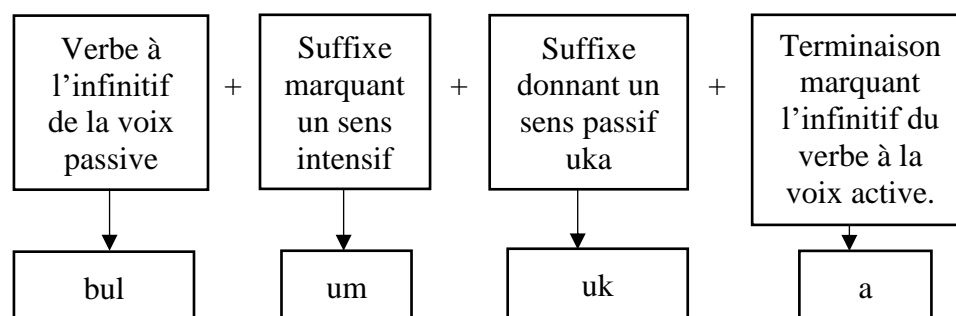 Verbe à
l’infinitif
de la voix
passive
+
Suffixe
marquant
un sens
intensif
+
Suffixe
donnant un
sens passif
uka
+
Terminaison
marquant
l’infinitif du
verbe à la
voix active.
bul
um
uk
a